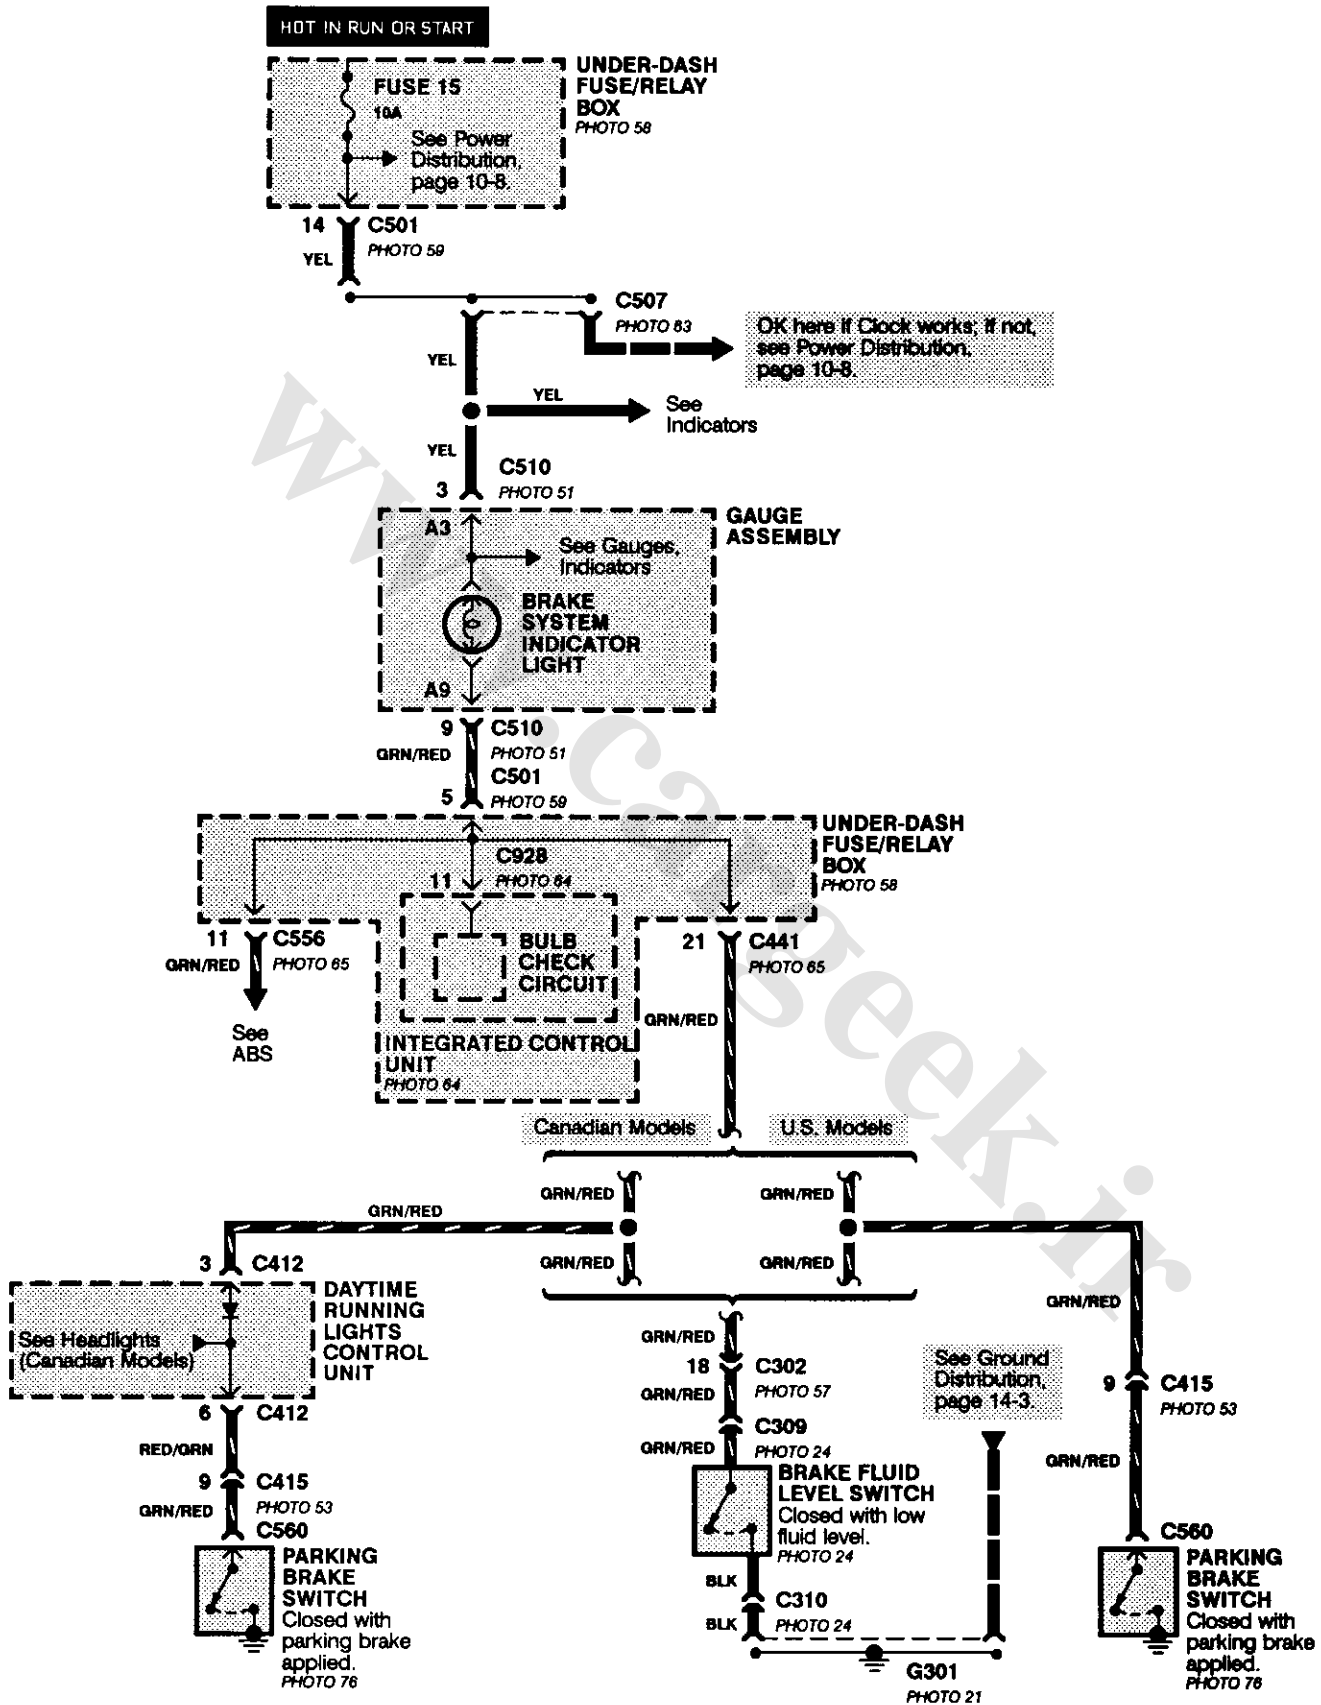 HOT IN RUN OR START
UNDER-DASH
FUSE/RELAY
BOX
PHOTO 58
FUSE 15
10A
See Power
Distribution,
page 10-8.
14
C501
PHOTO 59
YEL
C507
PHOTO 63
OK here if Clock works; if not,
see Power Distribution,
page 10-8.
YEL
YEL
See
Indicators
YEL
C510
3
PHOTO 51
GAUGE
ASSEMBLY
A3
See Gauges,
Indicators
BRAKE
SYSTEM
INDICATOR
LIGHT
A9
9
C510
GRN/RED
PHOTO 51
C501
5
PHOTO 59
UNDER-DASH
FUSE/RELAY
BOX
PHOTO 58
C928
11
PHOTO 64
11
C556
GRN/RED
PHOTO 65
See
ABS
BULB
CHECK
CIRCUIT
INTEGRATED CONTROL
UNIT
PHOTO 64
21
C441
PHOTO 65
GRN/RED
Canadian Models
U.S. Models
GRN/RED
GRN/RED
GRN/RED
GRN/RED
GRN/RED
3
C412
DAYTIME
RUNNING
LIGHTS
CONTROL
UNIT
See Headlights
(Canadian Models)
6
C412
RED/GRN
9
C415
GRN/RED
PHOTO 53
C560
PARKING
BRAKE
SWITCH
Closed with
parking brake
applied.
PHOTO 76
GRN/RED
18
C302
GRN/RED
PHOTO 57
C309
GRN/RED
PHOTO 24
BRAKE FLUID
LEVEL SWITCH
Closed with low
fluid level.
PHOTO 24
BLK
C310
BLK
PHOTO 24
See Ground
Distribution,
page 14-3.
G301
PHOTO 21
GRN/RED
9
C415
PHOTO 53
GRN/RED
C560
PARKING
BRAKE
SWITCH
Closed with
parking brake
applied.
PHOTO 76
www.cargeek.ir